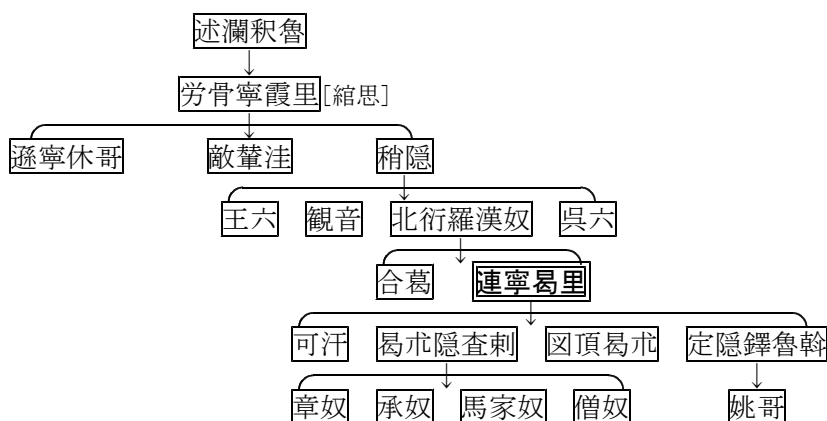 述瀾釈魯
労骨寧霞里[綰思]
遜寧休哥 敵輦洼 稍隠
王六 観音 北衍羅漢奴 呉六
合葛 連寧曷里
可汗 曷朮隠査剌 図頂曷朮 定隠鐸魯斡
章奴 承奴 馬家奴 僧奴 姚哥